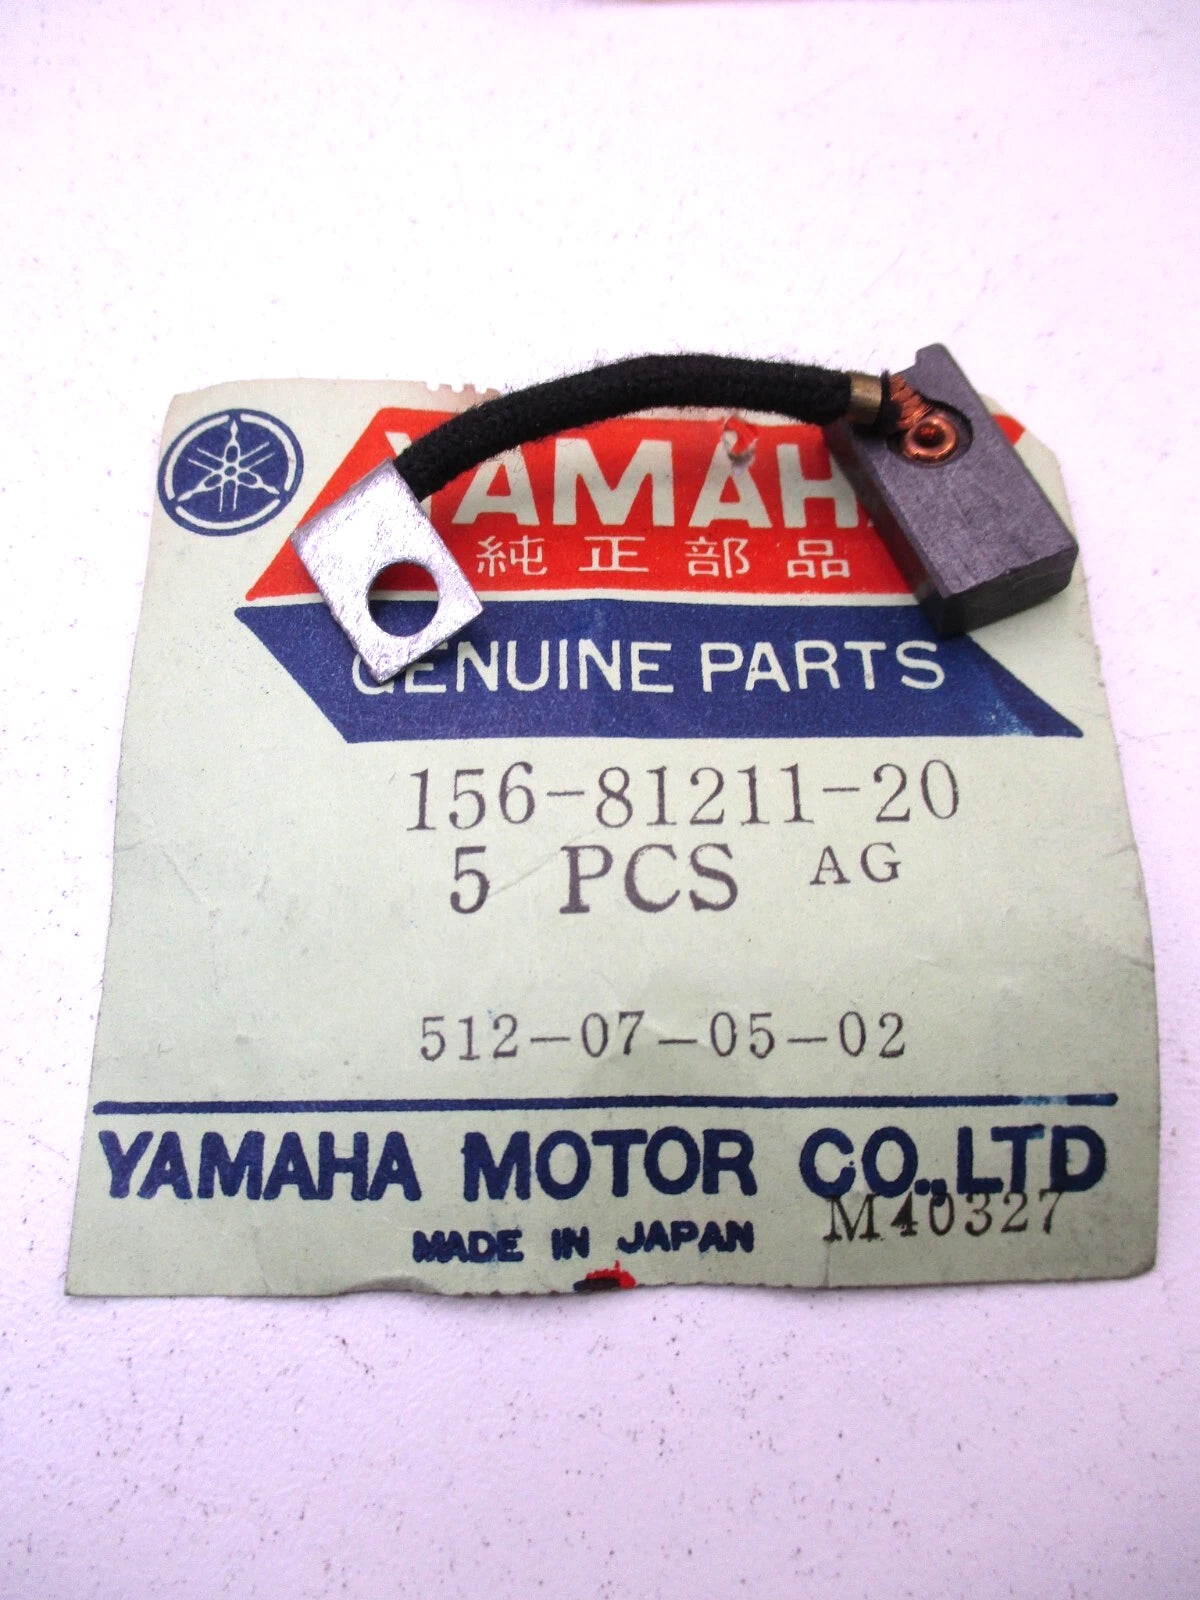 YAMAHA
純正部品
GENUINE PARTS
156-81211-20
5 PCS AG
512-07-05-02
YAMAHA MOTOR CO.,LTD
M40327
MADE IN JAPAN